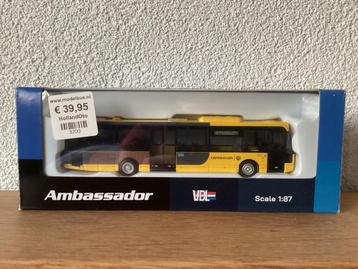 www.modelbus.nl
€ 39,95
HollandOto
Ambassador
VDL
Scale 1:87